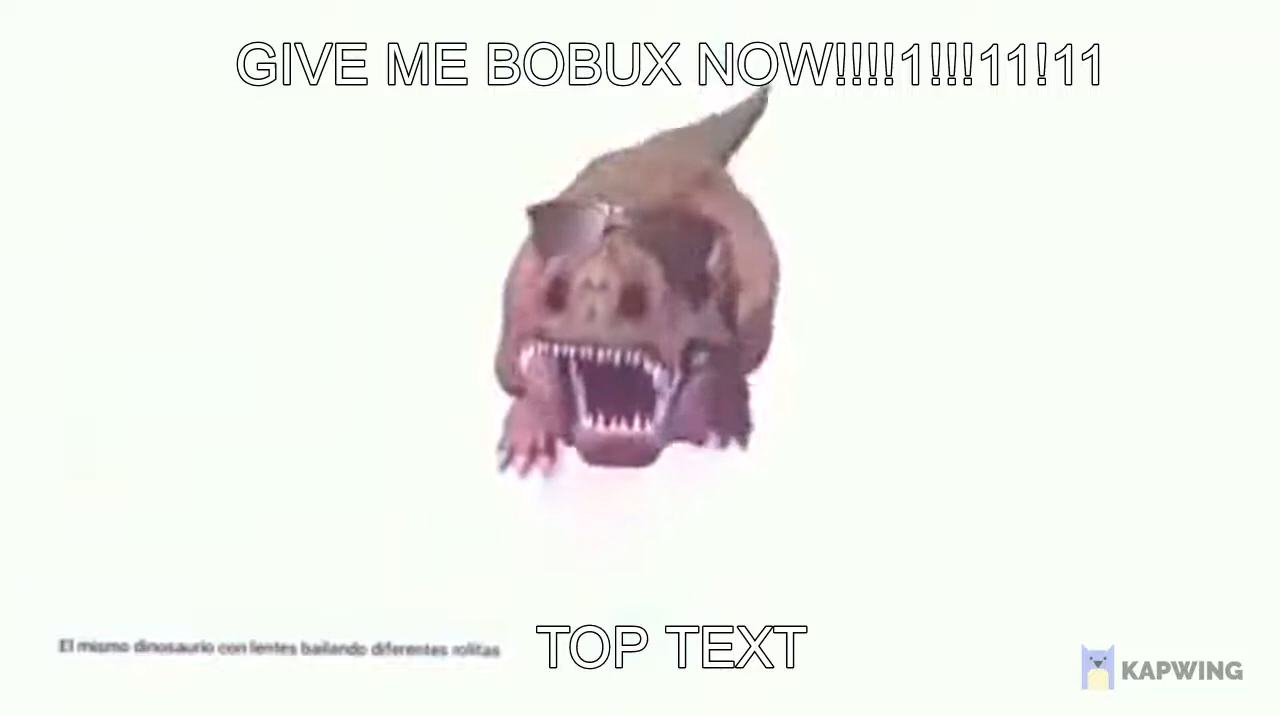 GIVE ME BOBUX NOW!!!!1!!!11!11
El mismo dinosaurio con lentes bailando diferentes rolitas
TOP TEXT
KAPWING